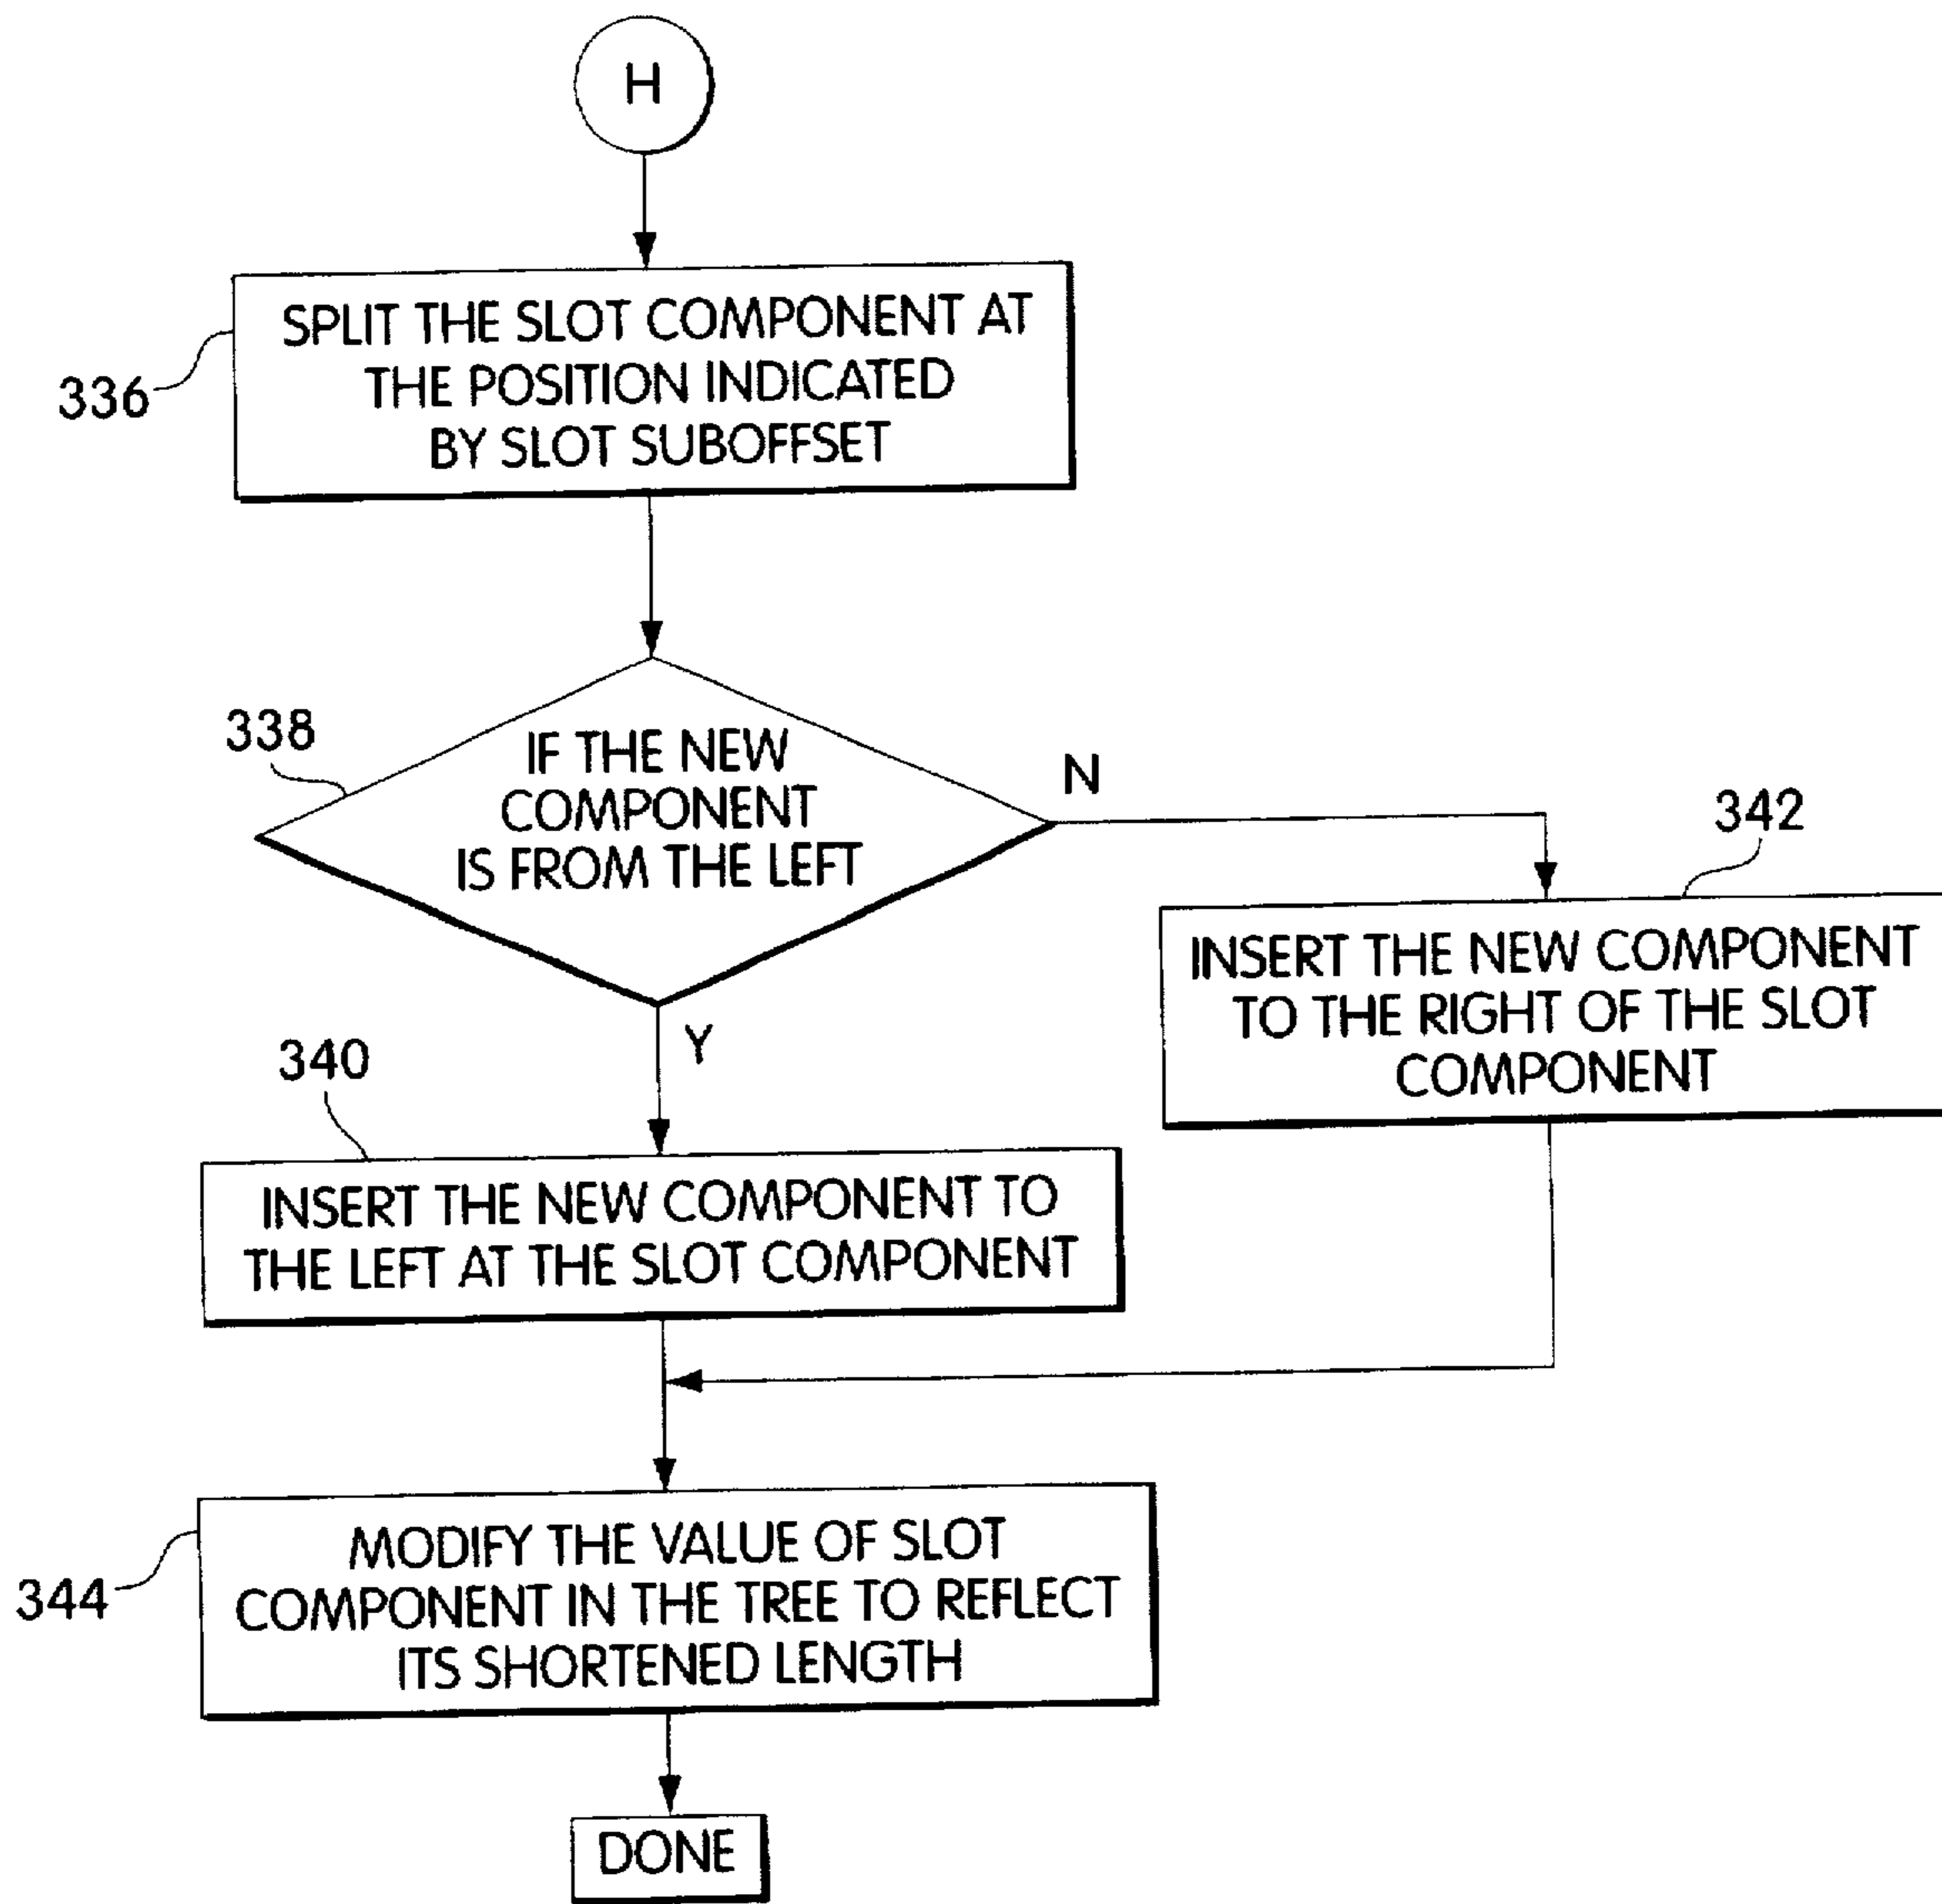 H
SPLIT THE SLOT COMPONENT AT
THE POSITION INDICATED
BY SLOT SUBOFFSET
336
338
IF THE NEW
COMPONENT
IS FROM THE LEFT
N
342
INSERT THE NEW COMPONENT
TO THE RIGHT OF THE SLOT
COMPONENT
Y
340
INSERT THE NEW COMPONENT TO
THE LEFT AT THE SLOT COMPONENT
MODIFY THE VALUE OF SLOT
COMPONENT IN THE TREE TO REFLECT
ITS SHORTENED LENGTH
344
DONE